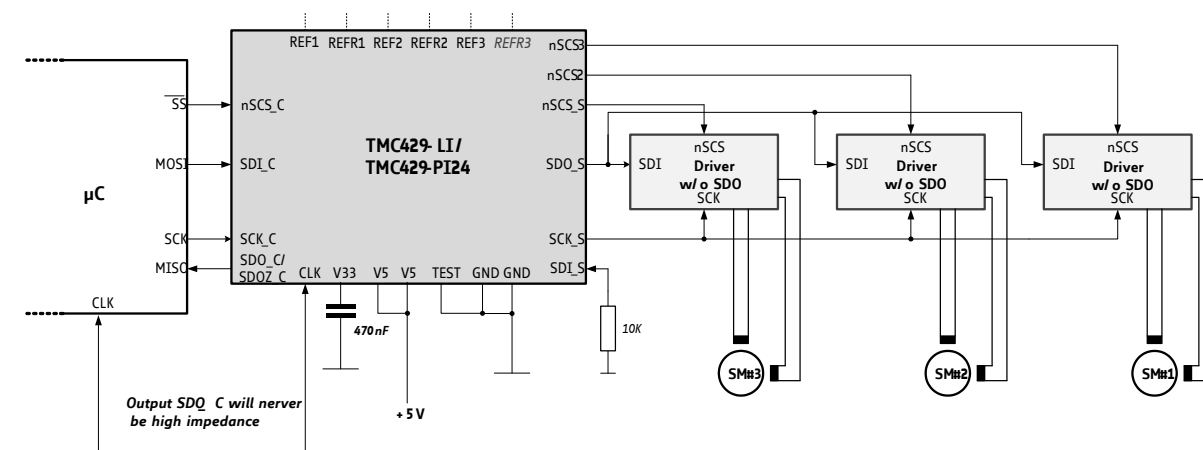 REF1 REFR1 REF2 REFR2 REF3 REFR3
nSCS3
nSCS2
SS
nSCS_C
nSCS_S
TMC429- LI/
TMC429-PI24
nSCS
Driver
w/o SDO
SCK
nSCS
Driver
w/o SDO
SCK
nSCS
Driver
w/o SDO
SCK
MOSI
SDI_C
SDO_S
SDI
SDI
SDI
µC
SCK
SCK_C
SCK_S
MISO
SDO_C/
SDOZ_C
CLK V33 V5 V5 TEST GND GND
SDI_S
CLK
470 nF
10K
SM#3
SM#2
SM#1
Output SDO_C will nerver
be high impedance
+ 5 V